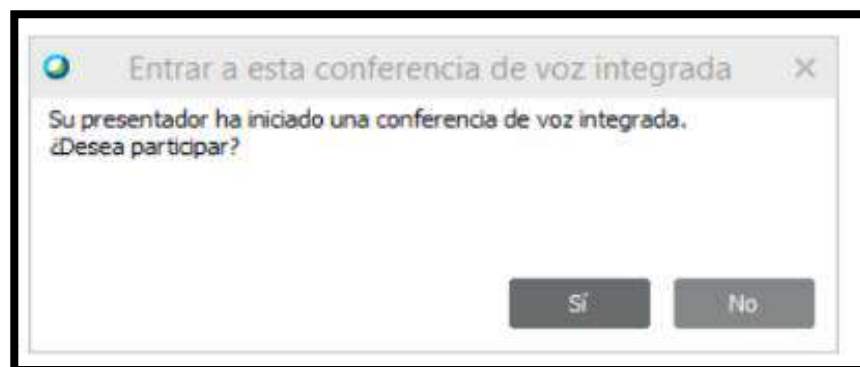 Entrar a esta conferencia de voz integrada
Su presentador ha iniciado una conferencia de voz integrada.
¿Desea participar?
Sí
No